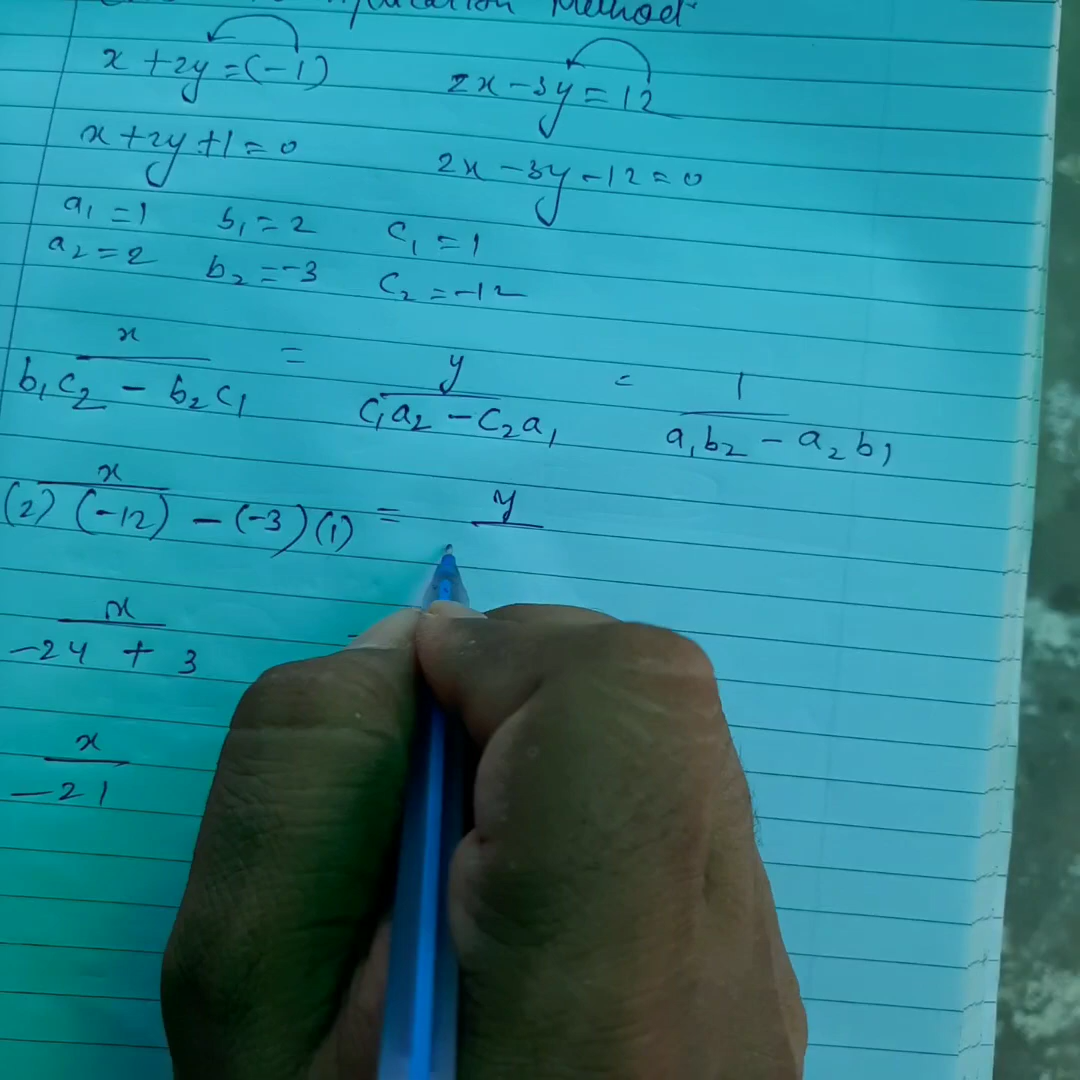 Method
x + 2y = (-1) 2x - 3y = 12
x + 2y + 1 = 0 2x - 3y - 12 = 0
a₁ = 1 b₁ = 2 c₁ = 1
a₂ = 2 b₂ = -3 c₂ = -12
x = y = 1
b₁c₂ - b₂c₁ c₁a₂ - c₂a₁ a₁b₂ - a₂b₁
x = y
(2) (-12) - (-3) (1)
x
-24 + 3
x
-21